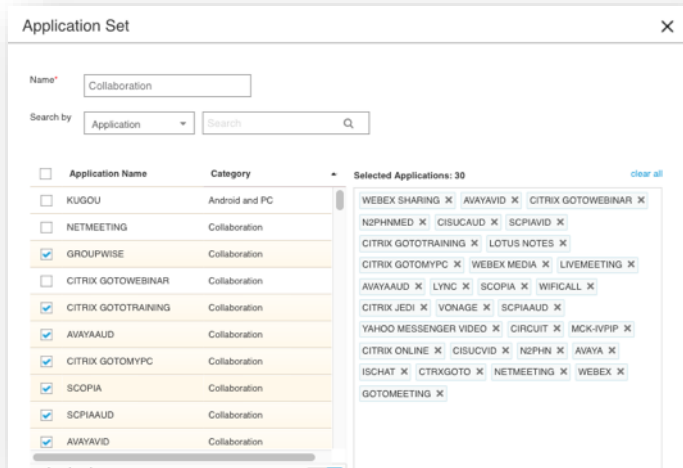 Application Set
Name*
Collaboration
Search by
Application
Search
Application Name Category
KUGOU Android and PC
NETMEETING Collaboration
GROUPWISE Collaboration
CITRIX GOTOWEBINAR Collaboration
CITRIX GOTOTRAINING Collaboration
AVAYAAUD Collaboration
CITRIX GOTOMYPC Collaboration
SCOPIA Collaboration
SCPIAAUD Collaboration
AVAYAVID Collaboration
Selected Applications: 30 clear all
WEBEX SHARING AVAYAVID CITRIX GOTOWEBINAR
N2PHNMED CISUCAUD SCPIAVID
CITRIX GOTOTRAINING LOTUS NOTES
CITRIX GOTOMYPC WEBEX MEDIA LIVEMEETING
AVAYAAUD LYNC SCOPIA WIFICALL
CITRIX JEDI VONAGE SCPIAAUD
YAHOO MESSENGER VIDEO CIRCUIT MCK-IVPIP
CITRIX ONLINE CISUCVID N2PHN AVAYA
ISCHAT CTRXGOTO NETMEETING WEBEX
GOTOMEETING